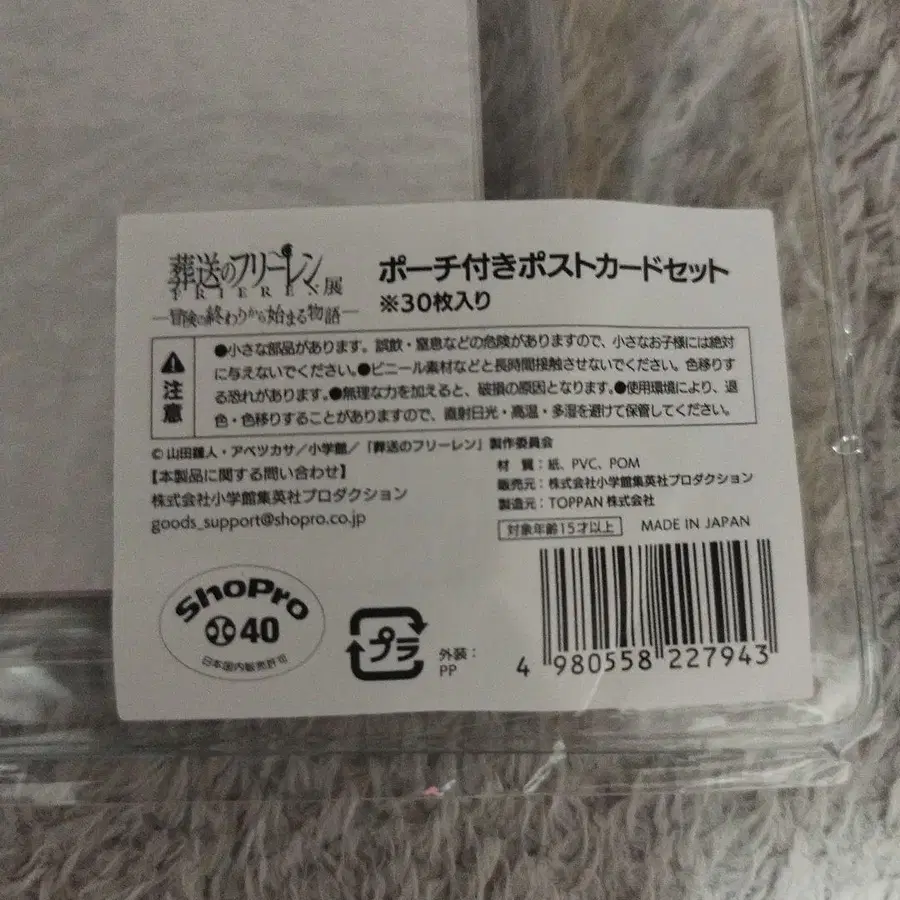 葬送のフリーレン展
FRIEREN
―冒険の終わりから始まる物語―
ポーチ付きポストカードセット
※30枚入り
注意
●小さな部品があります。誤飲・窒息などの危険がありますので、小さなお子様には絶対
に与えないでください。●ビニール素材などと長時間接触させないでください。色移りす
る恐れがあります。●無理な力を加えると、破損の原因となります。●使用環境により、退
色・色移りすることがありますので、直射日光・高温・多湿を避けて保管してください。
© 山田鐘人・アベツカサ／小学館／「葬送のフリーレン」製作委員会
【本製品に関する問い合わせ】
株式会社小学館集英社プロダクション
goods_support@shopro.co.jp
材 質：紙、PVC、POM
販売元：株式会社小学館集英社プロダクション
製造元：TOPPAN 株式会社
対象年齢15才以上 MADE IN JAPAN
ShoPro
40
日本国内販売許可
プラ
外装：
PP
4 980558 227943